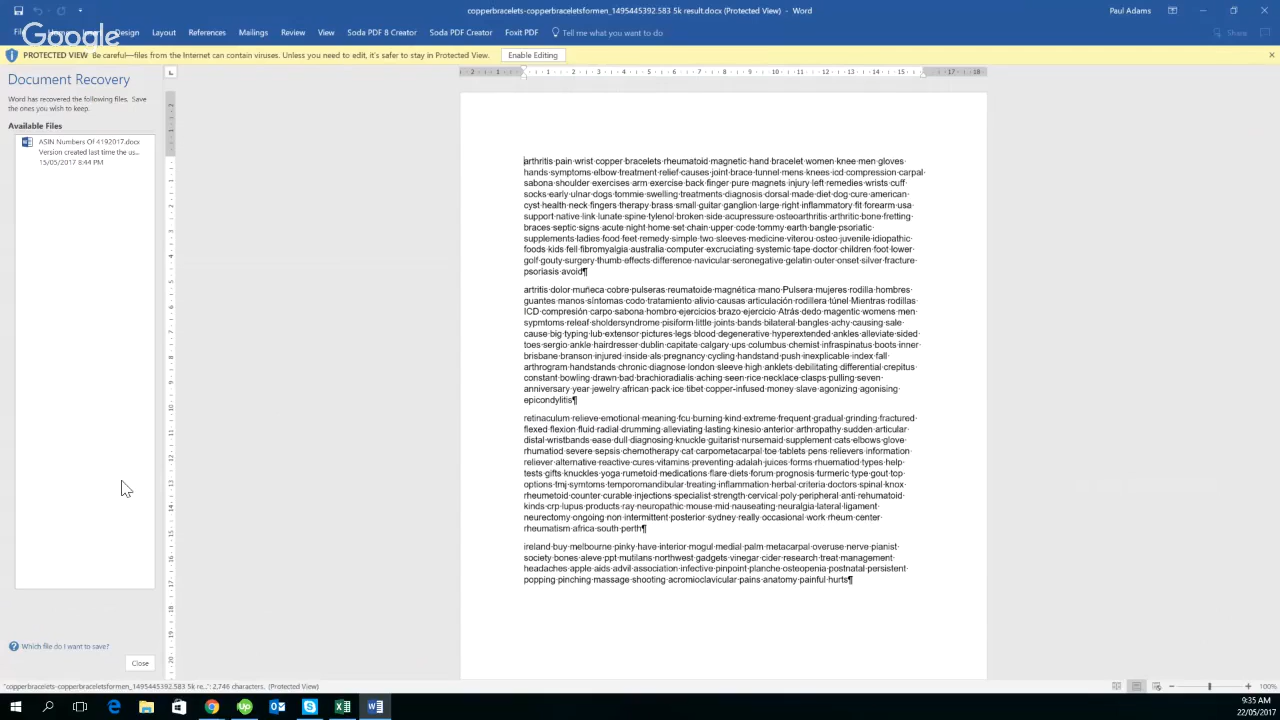 copperbracelets-copperbraceletsformen_1495445392.583 5k result.docx (Protected View) - Word
Paul Adams
Google
Layout References Mailings Review View Soda PDF 8 Creator Soda PDF Creator Foxit PDF Tell me what you want to do
Share
PROTECTED VIEW Be careful—files from the Internet can contain viruses. Unless you need to edit, it's safer to stay in Protected View. Enable Editing
Document Recovery
Word has recovered the following files. Save
the ones you wish to keep.
Available Files
ASIN Numbers Of 4192017.docx
Version created last time the us...
15/05/2017 8:44 PM
arthritis·pain·wrist·copper·bracelets·rheumatoid·magnetic·hand·bracelet·women·knee·men·gloves·
hands·symptoms·elbow·treatment·relief·causes·joint·brace·tunnel·mens·knees·icd·compression·carpal·
sabona·shoulder·exercises·arm·exercise·back·finger·pure·magnets·injury·left·remedies·wrists·cuff·
socks·early·ulnar·dogs·tommie·swelling·treatments·diagnosis·dorsal·made·diet·dog·cure·american·
cyst·health·neck·fingers·therapy·brass·small·guitar·ganglion·large·right·inflammatory·fit·forearm·usa·
support·native·link·lunate·spine·tylenol·broken·side·acupressure·osteoarthritis·arthritic·bone·fretting·
braces·septic·signs·acute·night·home·set·chain·upper·code·tommy·earth·bangle·psoriatic·
supplements·ladies·food·feet·remedy·simple·two·sleeves·medicine·viterou·osteo·juvenile·idiopathic·
foods·kids·fell·fibromyalgia·australia·computer·excruciating·systemic·tape·doctor·children·foot·lower·
golf·gouty·surgery·thumb·effects·difference·navicular·seronegative·gelatin·outer·onset·silver·fracture·
psoriasis·avoid¶
artritis·dolor·muñeca·cobre·pulseras·reumatoide·magnética·mano·Pulsera·mujeres·rodilla·hombres·
guantes·manos·síntomas·codo·tratamiento·alivio·causas·articulación·rodillera·túnel·Mientras·rodillas·
ICD·compresión·carpo·sabona·hombro·ejercicios·brazo·ejercicio·Atrás·dedo·magentic·womens·men·
sypmtoms·releaf·sholdersyndrome·pisiform·little·joints·bands·bilateral·bangles·achy·causing·sale·
cause·big·typing·lub·extensor·pictures·legs·blood·degenerative·hyperextended·ankles·alleviate·sided·
toes·sergio·ankle·hairdresser·dublin·capitate·calgary·ups·columbus·chemist·infraspinatus·boots·inner·
brisbane·branson·injured·inside·als·pregnancy·cycling·handstand·push·inexplicable·index·fall·
arthrogram·handstands·chronic·diagnose·london·sleeve·high·anklets·debilitating·differential·crepitus·
constant·bowling·drawn·bad·brachioradialis·aching·seen·rice·necklace·clasps·pulling·seven·
anniversary·year·jewelry·african·pack·ice·tibet·copper-infused·money·slave·agonizing·agonising·
epicondylitis¶
retinaculum·relieve·emotional·meaning·fcu·burning·kind·extreme·frequent·gradual·grinding·fractured·
flexed·flexion·fluid·radial·drumming·alleviating·lasting·kinesio·anterior·arthropathy·sudden·articular·
distal·wristbands·ease·dull·diagnosing·knuckle·guitarist·nursemaid·supplement·cats·elbows·glove·
rhumatiod·severe·sepsis·chemotherapy·cat·carpometacarpal·toe·tablets·pens·relievers·information·
reliever·alternative·reactive·cures·vitamins·preventing·adalah·juices·forms·rhuematiod·types·help·
tests·gifts·knuckles·yoga·rumetoid·medications·flare·diets·forum·prognosis·turmeric·type·gout·top·
options·tmj·symtoms·temporomandibular·treating·inflammation·herbal·criteria·doctors·spinal·knox·
rheumetoid·counter·curable·injections·specialist·strength·cervical·poly·peripheral·anti·rehumatoid·
kinds·crp·lupus·products·ray·neuropathic·mouse·mid·nauseating·neuralgia·lateral·ligament·
neurectomy·ongoing·non·intermittent·posterior·sydney·really·occasional·work·rheum·center·
rheumatism·africa·south·perth¶
ireland·buy·melbourne·pinky·have·interior·mogul·medial·palm·metacarpal·overuse·nerve·pianist·
society·bones·aleve·ppt·mutilans·northwest·gadgets·vinegar·cider·research·treat·management·
headaches·apple·aids·advil·association·infective·pinpoint·planche·osteopenia·postnatal·persistent·
popping·pinching·massage·shooting·acromioclavicular·pains·anatomy·painful·hurts¶
Which file do I want to save?
Close
"copperbracelets-copperbraceletsformen_1495445392.583 5k re...": 2,746 characters. (Protected View)
100%
9:35 AM
22/05/2017